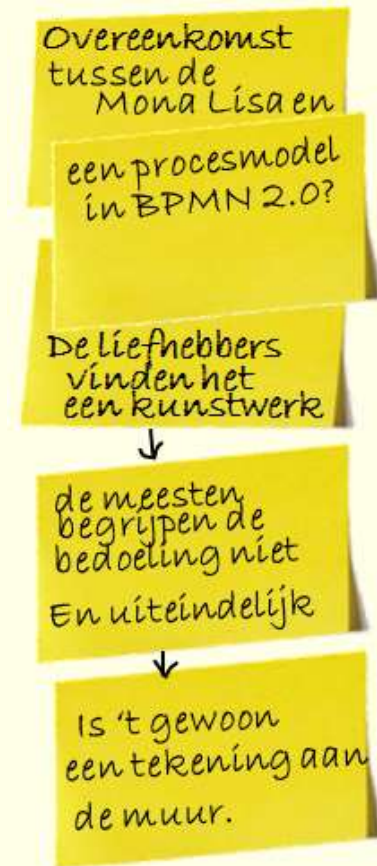 Overeenkomst
tussen de
Mona Lisa en
een procesmodel
in BPMN 2.0?
De liefhebbers
vinden het
een kunstwerk
de meesten
begrijpen de
bedoeling niet
En uiteindelijk
Is 't gewoon
een tekening aan
de muur.